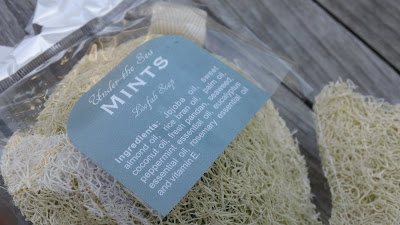 Under the Sea
MINTS
Loofah Soap
Ingredients: Jojoba oil, sweet
almond oil, rice bran oil, palm oil,
coconut oil, fresh pandan, seaweed,
peppermint essential oil, eucalyptus
essential oil, rosemary essential oil
and vitamin E.